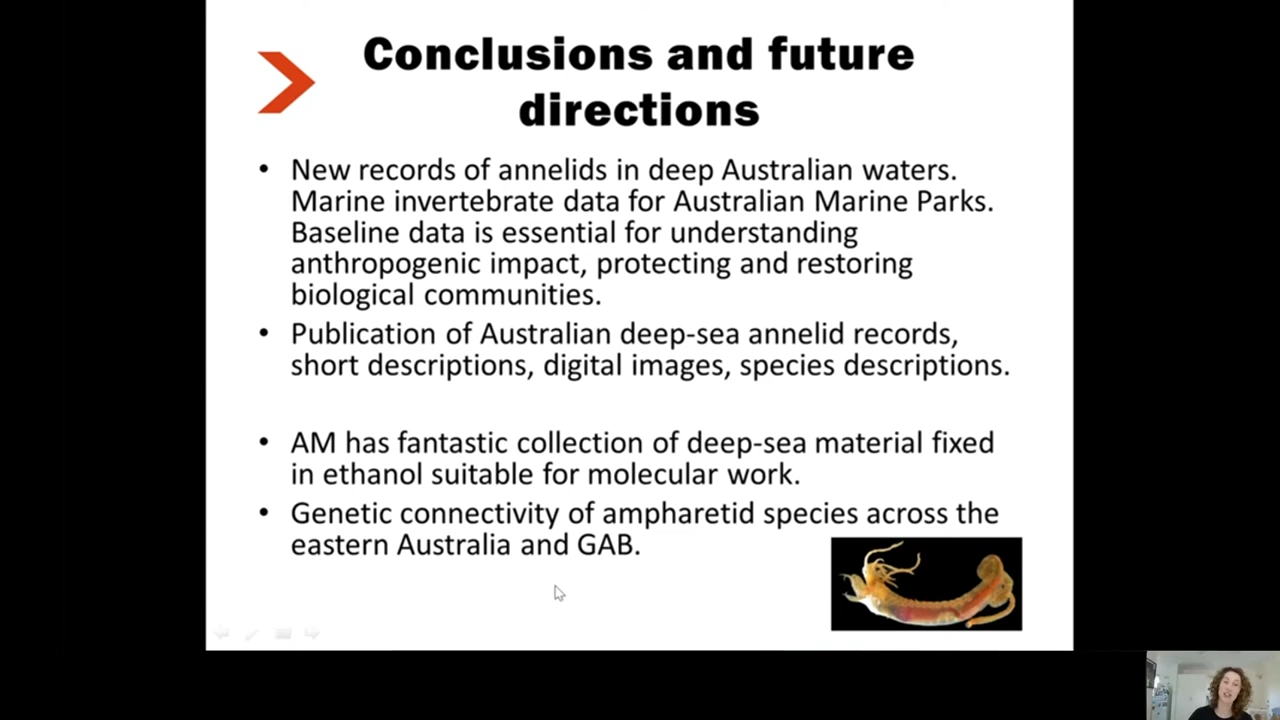 Conclusions and future
directions
• New records of annelids in deep Australian waters.
Marine invertebrate data for Australian Marine Parks.
Baseline data is essential for understanding
anthropogenic impact, protecting and restoring
biological communities.
• Publication of Australian deep-sea annelid records,
short descriptions, digital images, species descriptions.
• AM has fantastic collection of deep-sea material fixed
in ethanol suitable for molecular work.
• Genetic connectivity of ampharetid species across the
eastern Australia and GAB.